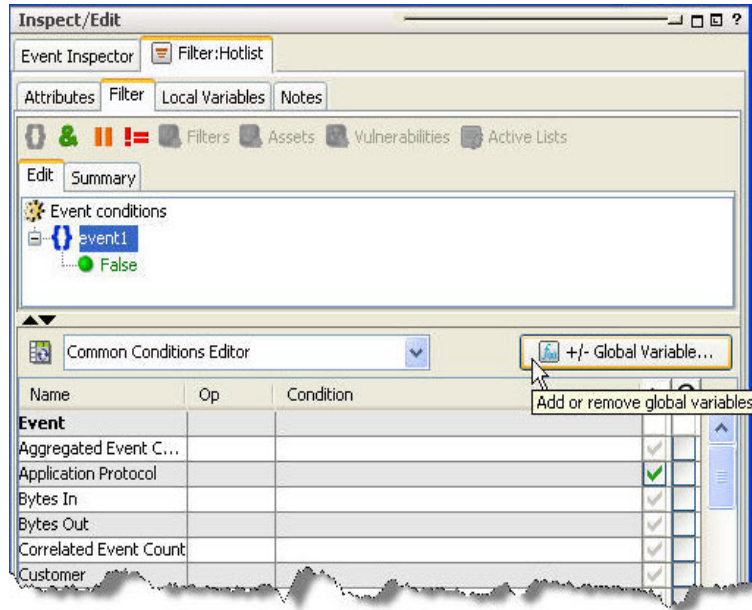 Inspect/Edit ?
Event Inspector Filter:Hotlist
Attributes Filter Local Variables Notes
{} & != Filters Assets Vulnerabilities Active Lists
Edit Summary
Event conditions
{} event1
False
Common Conditions Editor +/- Global Variable...
Name Op Condition
Add or remove global variables
Event
Aggregated Event C...
Application Protocol
Bytes In
Bytes Out
Correlated Event Count
Customer